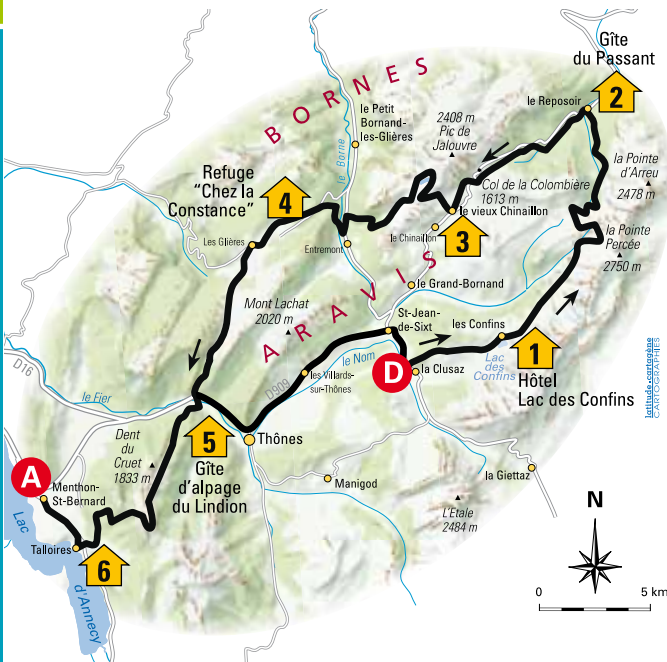 Gîte
du Passant
2
le Reposoir
BORNES
le Petit
Bornand-
les-Glières
2408 m
Pic de
Jalouvre
la Pointe
d'Arreu
2478 m
le Borne
Refuge
"Chez la
Constance"
4
Col de la Colombière
1613 m
le vieux Chinaillon
3
le Chinaillon
la Pointe
Percée
2750 m
Les Glières
Entremont
ARAVIS
le Grand-Bornand
Mont Lachat
2020 m
St-Jean-
de-Sixt
les Confins
1
Hôtel
Lac des Confins
Lac
des
Confins
latitude-cartagène
CARTOGRAPHIES
D16
le Fier
le Nom
D909
les Villards-
sur-Thônes
D
la Clusaz
5
Gîte
d'alpage
du Lindion
Thônes
Dent
du
Cruet
1833 m
A
Menthon-
St-Bernard
Manigod
la Giettaz
L'Etale
2484 m
Talloires
6
Lac
d'Annecy
N
0
5 km